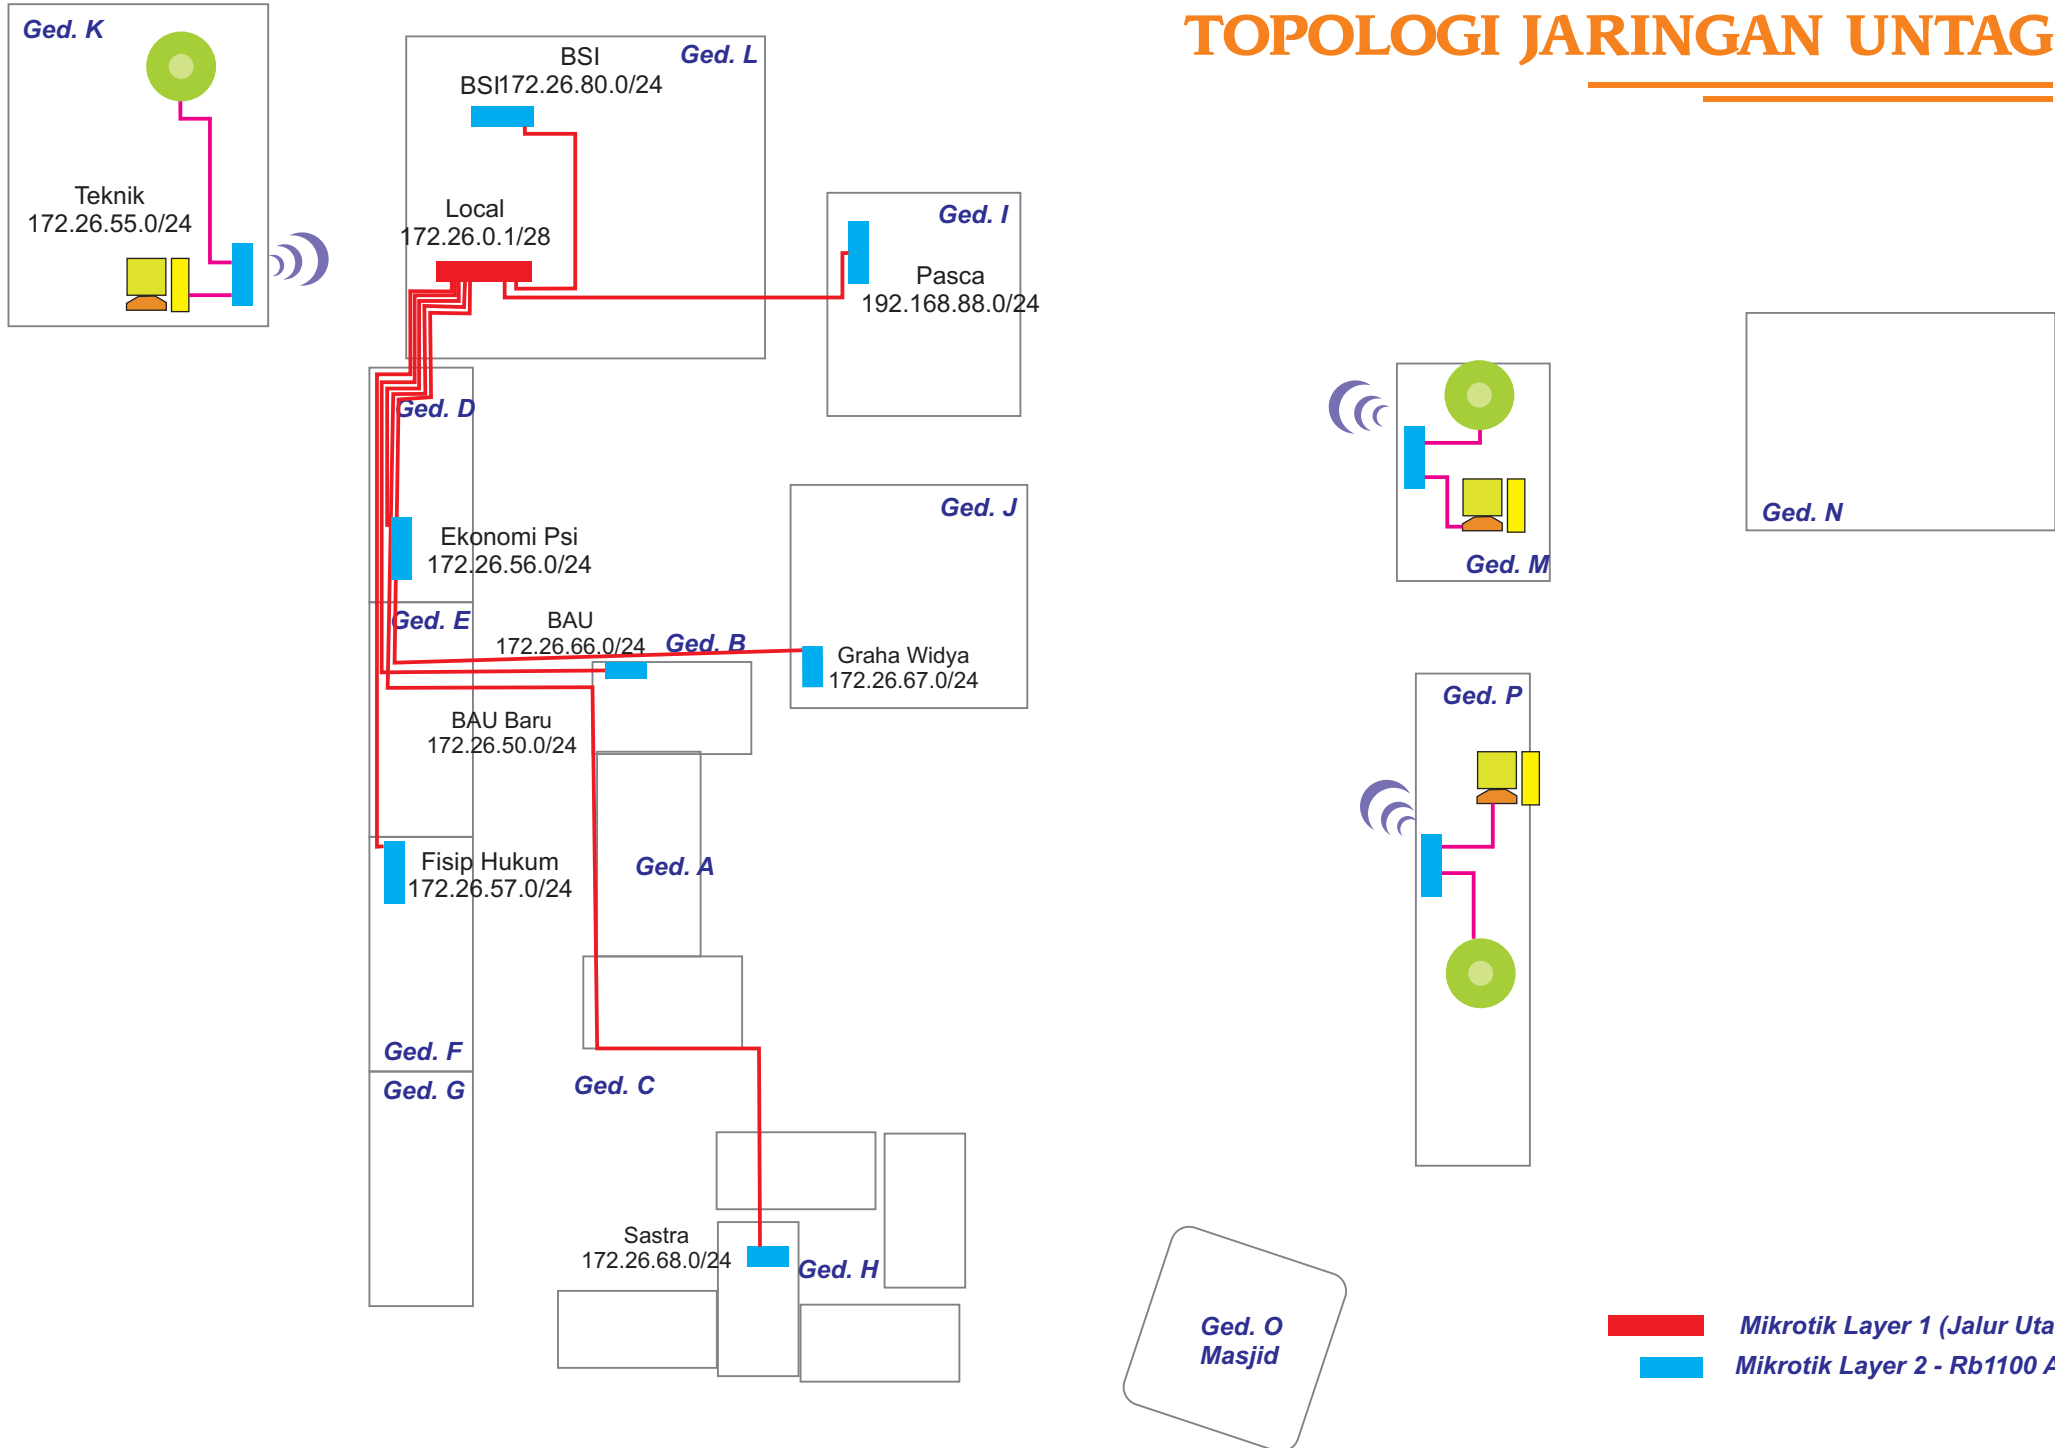 TOPOLOGI JARINGAN UNTAG
Ged. K
Teknik
172.26.55.0/24
Ged. L
BSI
BSI
172.26.80.0/24
Local
172.26.0.1/28
Ged. I
Pasca
192.168.88.0/24
Ged. D
Ekonomi Psi
172.26.56.0/24
Ged. E
BAU
172.26.66.0/24
Ged. B
Ged. J
Graha Widya
172.26.67.0/24
BAU Baru
172.26.50.0/24
Ged. A
Fisip Hukum
172.26.57.0/24
Ged. F
Ged. G
Ged. C
Sastra
172.26.68.0/24
Ged. H
Ged. M
Ged. N
Ged. P
Ged. O
Masjid
Mikrotik Layer 1 (Jalur Uta
Mikrotik Layer 2 - Rb1100 A